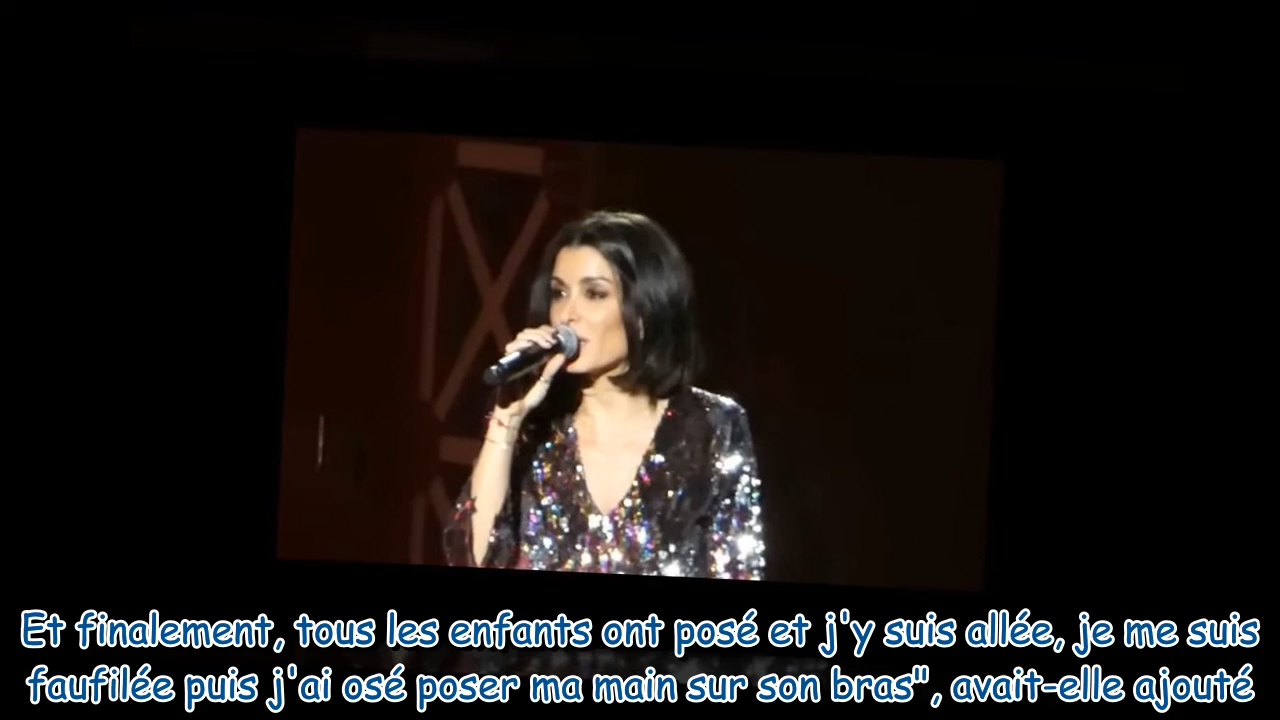 Et finalement, tous les enfants ont posé et j'y suis allée, je me suis
faufilée puis j'ai osé poser ma main sur son bras", avait-elle ajouté